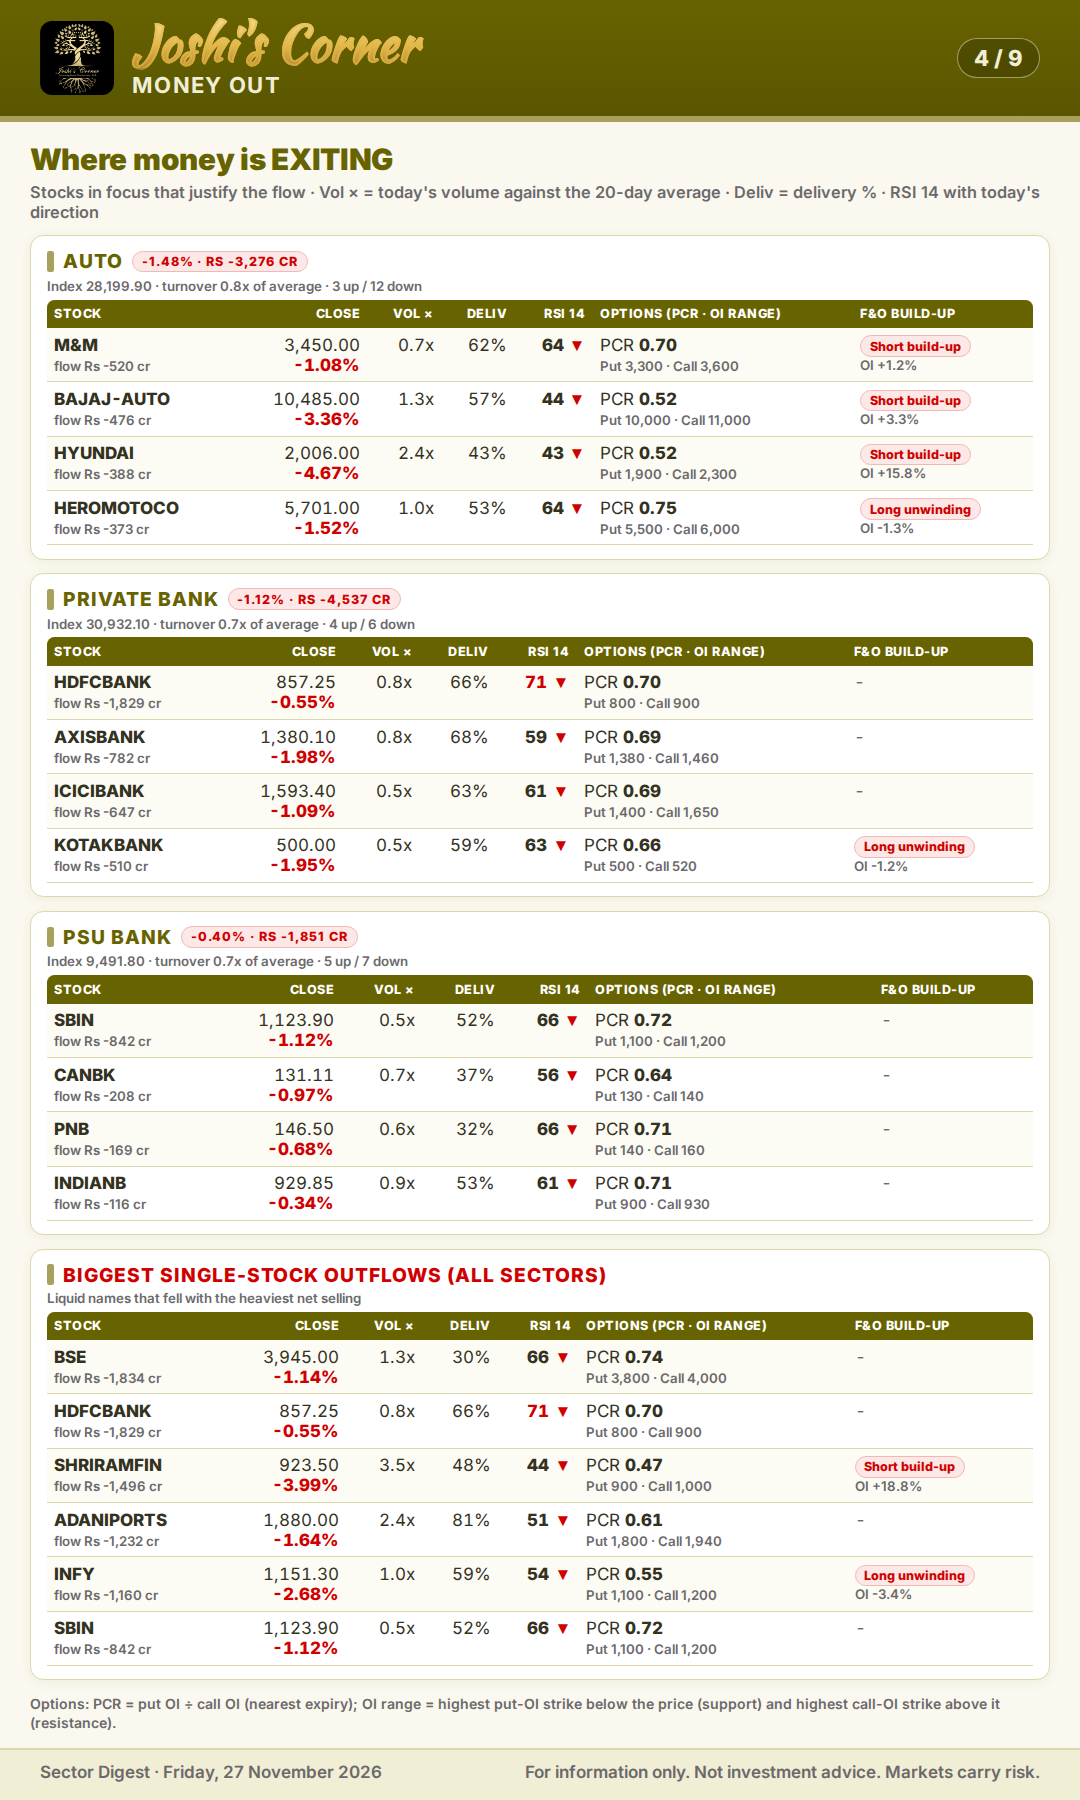 Joshi's Corner
Joshi's Corner
MONEY OUT
4 / 9
Where money is EXITING
Stocks in focus that justify the flow · Vol × = today's volume against the 20-day average · Deliv = delivery % · RSI 14 with today's
direction
AUTO -1.48% · RS -3,276 CR
Index 28,199.90 · turnover 0.8x of average · 3 up / 12 down
STOCK CLOSE VOL × DELIV RSI 14 OPTIONS (PCR · OI RANGE) F&O BUILD-UP
M&M 3,450.00 0.7x 62% 64 ▼ PCR 0.70 Short build-up
flow Rs -520 cr -1.08% Put 3,300 · Call 3,600 OI +1.2%
BAJAJ-AUTO 10,485.00 1.3x 57% 44 ▼ PCR 0.52 Short build-up
flow Rs -476 cr -3.36% Put 10,000 · Call 11,000 OI +3.3%
HYUNDAI 2,006.00 2.4x 43% 43 ▼ PCR 0.52 Short build-up
flow Rs -388 cr -4.67% Put 1,900 · Call 2,300 OI +15.8%
HEROMOTOCO 5,701.00 1.0x 53% 64 ▼ PCR 0.75 Long unwinding
flow Rs -373 cr -1.52% Put 5,500 · Call 6,000 OI -1.3%
PRIVATE BANK -1.12% · RS -4,537 CR
Index 30,932.10 · turnover 0.7x of average · 4 up / 6 down
STOCK CLOSE VOL × DELIV RSI 14 OPTIONS (PCR · OI RANGE) F&O BUILD-UP
HDFCBANK 857.25 0.8x 66% 71 ▼ PCR 0.70 -
flow Rs -1,829 cr -0.55% Put 800 · Call 900
AXISBANK 1,380.10 0.8x 68% 59 ▼ PCR 0.69 -
flow Rs -782 cr -1.98% Put 1,380 · Call 1,460
ICICIBANK 1,593.40 0.5x 63% 61 ▼ PCR 0.69 -
flow Rs -647 cr -1.09% Put 1,400 · Call 1,650
KOTAKBANK 500.00 0.5x 59% 63 ▼ PCR 0.66 Long unwinding
flow Rs -510 cr -1.95% Put 500 · Call 520 OI -1.2%
PSU BANK -0.40% · RS -1,851 CR
Index 9,491.80 · turnover 0.7x of average · 5 up / 7 down
STOCK CLOSE VOL × DELIV RSI 14 OPTIONS (PCR · OI RANGE) F&O BUILD-UP
SBIN 1,123.90 0.5x 52% 66 ▼ PCR 0.72 -
flow Rs -842 cr -1.12% Put 1,100 · Call 1,200
CANBK 131.11 0.7x 37% 56 ▼ PCR 0.64 -
flow Rs -208 cr -0.97% Put 130 · Call 140
PNB 146.50 0.6x 32% 66 ▼ PCR 0.71 -
flow Rs -169 cr -0.68% Put 140 · Call 160
INDIANB 929.85 0.9x 53% 61 ▼ PCR 0.71 -
flow Rs -116 cr -0.34% Put 900 · Call 930
BIGGEST SINGLE-STOCK OUTFLOWS (ALL SECTORS)
Liquid names that fell with the heaviest net selling
STOCK CLOSE VOL × DELIV RSI 14 OPTIONS (PCR · OI RANGE) F&O BUILD-UP
BSE 3,945.00 1.3x 30% 66 ▼ PCR 0.74 -
flow Rs -1,834 cr -1.14% Put 3,800 · Call 4,000
HDFCBANK 857.25 0.8x 66% 71 ▼ PCR 0.70 -
flow Rs -1,829 cr -0.55% Put 800 · Call 900
SHRIRAMFIN 923.50 3.5x 48% 44 ▼ PCR 0.47 Short build-up
flow Rs -1,496 cr -3.99% Put 900 · Call 1,000 OI +18.8%
ADANIPORTS 1,880.00 2.4x 81% 51 ▼ PCR 0.61 -
flow Rs -1,232 cr -1.64% Put 1,800 · Call 1,940
INFY 1,151.30 1.0x 59% 54 ▼ PCR 0.55 Long unwinding
flow Rs -1,160 cr -2.68% Put 1,100 · Call 1,200 OI -3.4%
SBIN 1,123.90 0.5x 52% 66 ▼ PCR 0.72 -
flow Rs -842 cr -1.12% Put 1,100 · Call 1,200
Options: PCR = put OI ÷ call OI (nearest expiry); OI range = highest put-OI strike below the price (support) and highest call-OI strike above it
(resistance).
Sector Digest · Friday, 27 November 2026 For information only. Not investment advice. Markets carry risk.